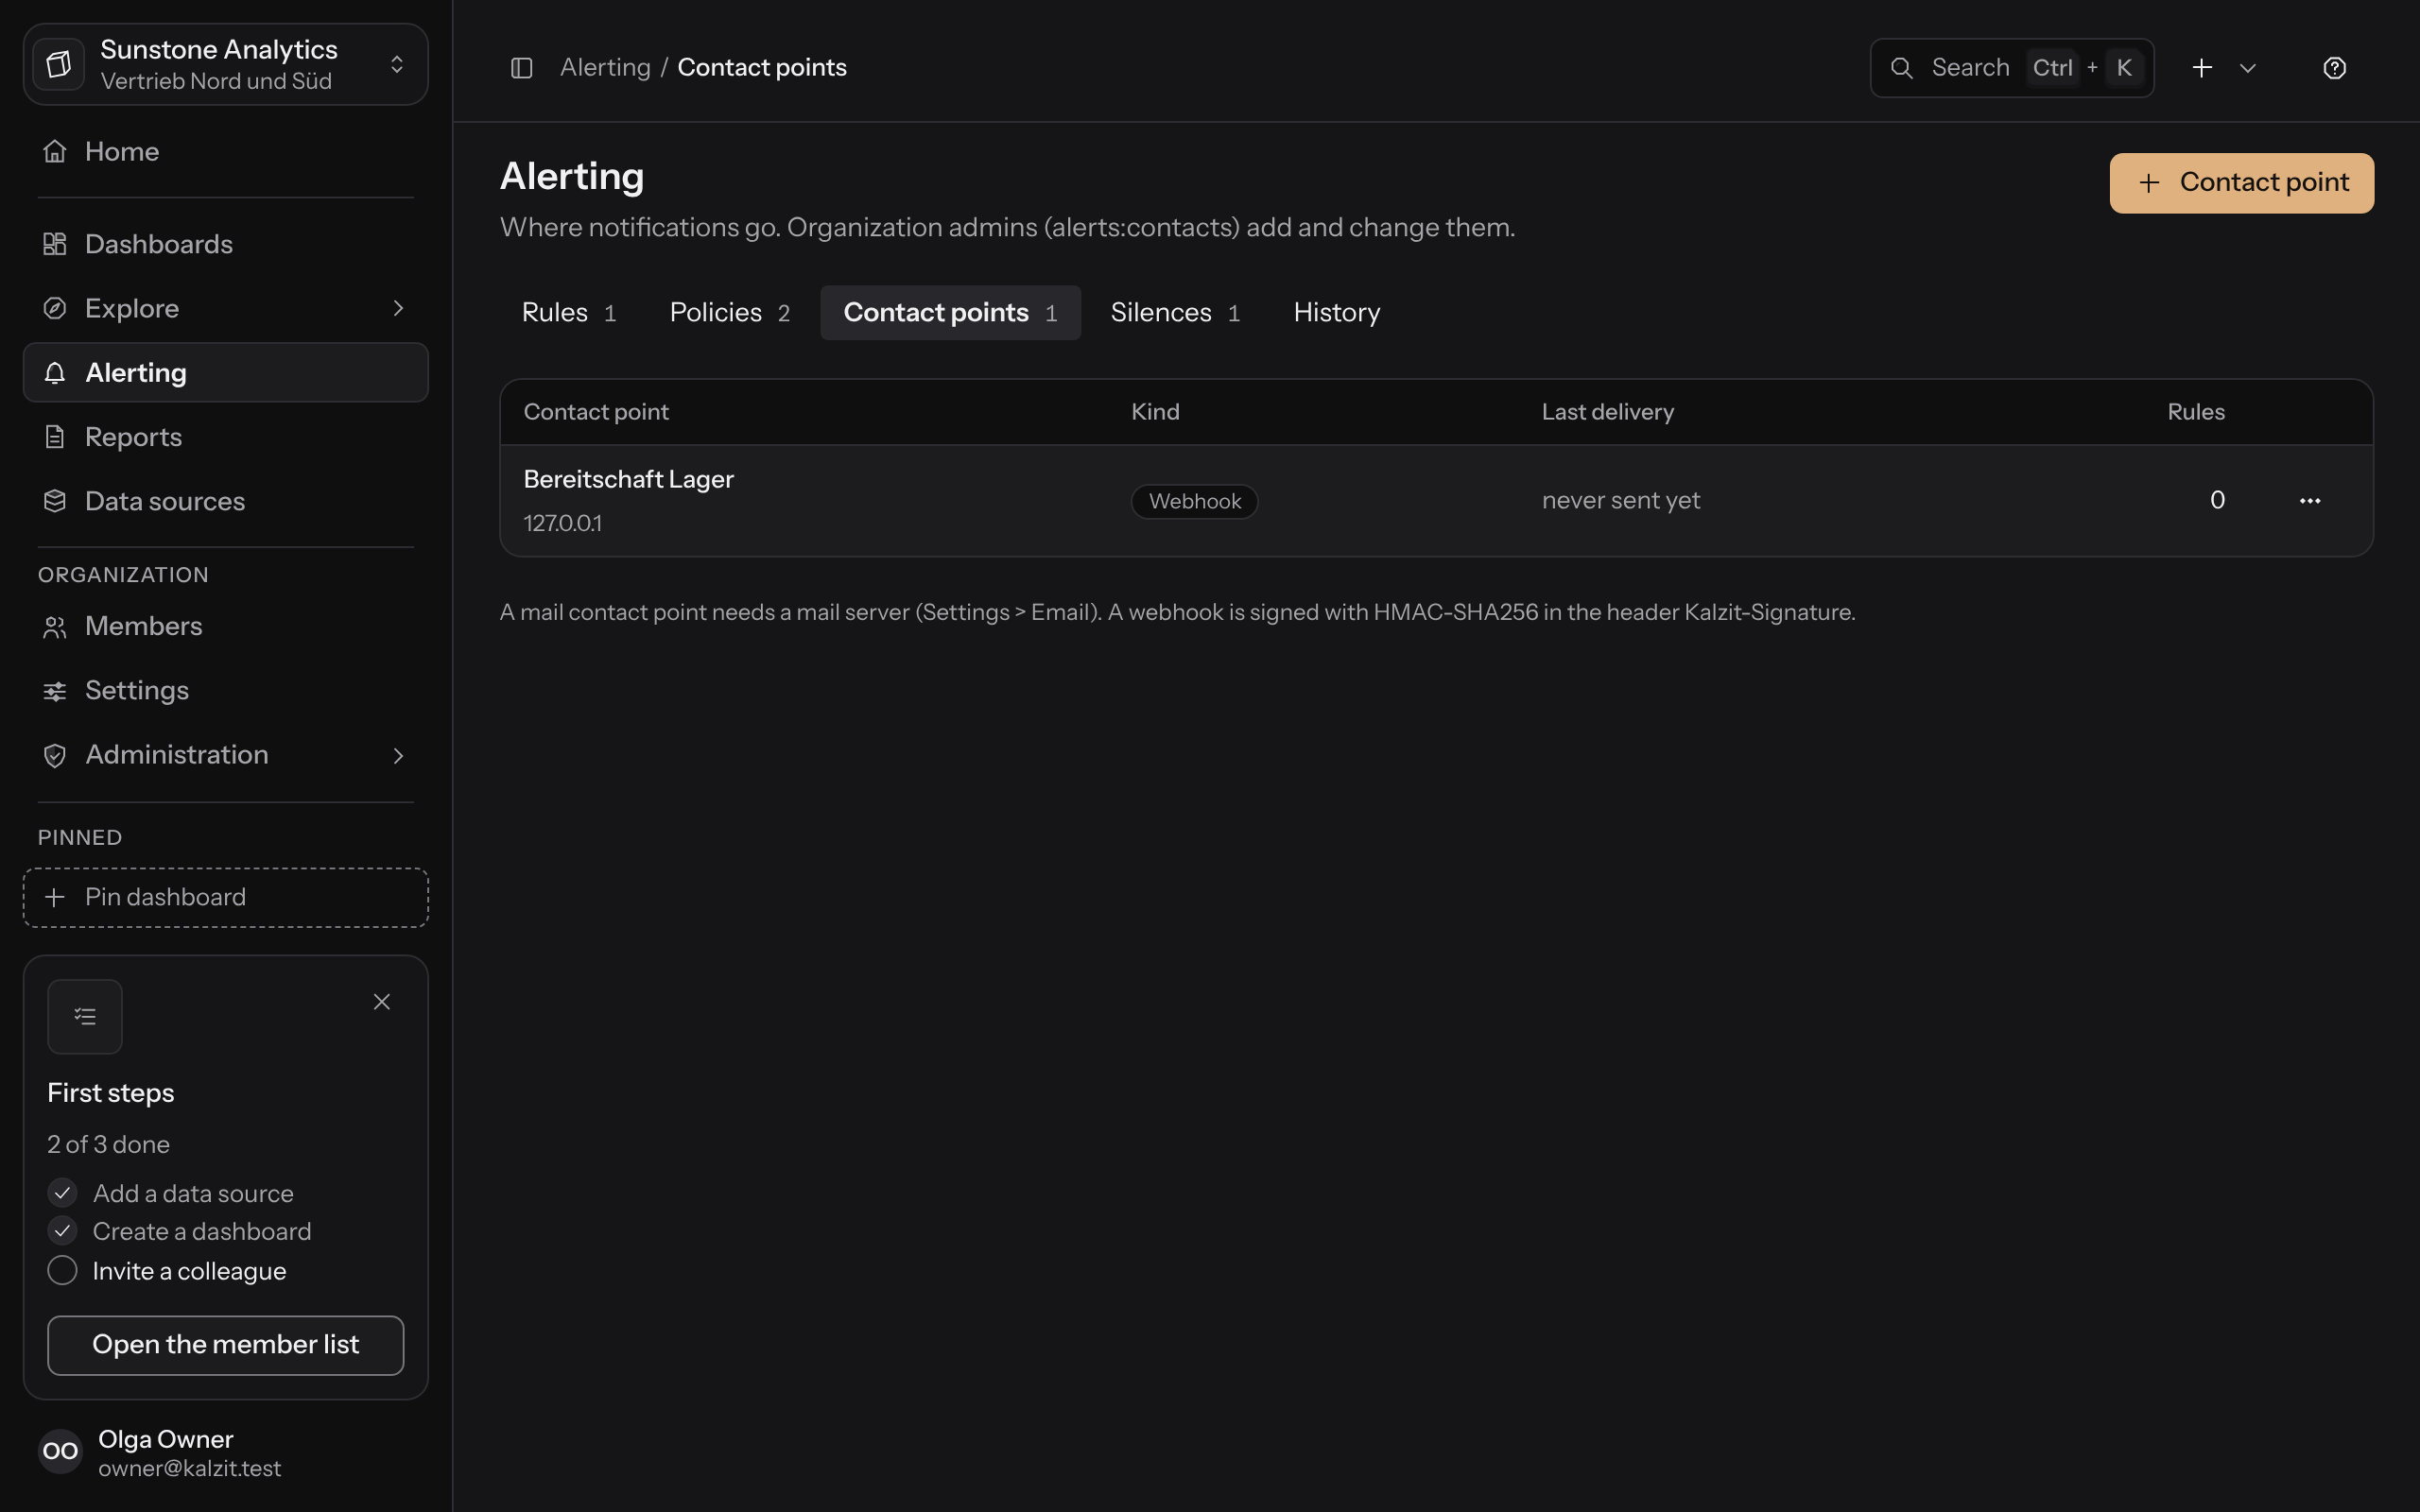 Sunstone Analytics
Vertrieb Nord und Süd
Home
Dashboards
Explore
Alerting
Reports
Data sources
ORGANIZATION
Members
Settings
Administration
PINNED
Pin dashboard
First steps
2 of 3 done
Add a data source
Create a dashboard
Invite a colleague
Open the member list
OO
Olga Owner
owner@kalzit.test
Alerting / Contact points
Search Ctrl + K
Alerting
Where notifications go. Organization admins (alerts:contacts) add and change them.
Contact point
Rules 1 Policies 2 Contact points 1 Silences 1 History
Contact point Kind Last delivery Rules
Bereitschaft Lager
127.0.0.1
Webhook never sent yet 0
A mail contact point needs a mail server (Settings > Email). A webhook is signed with HMAC-SHA256 in the header Kalzit-Signature.